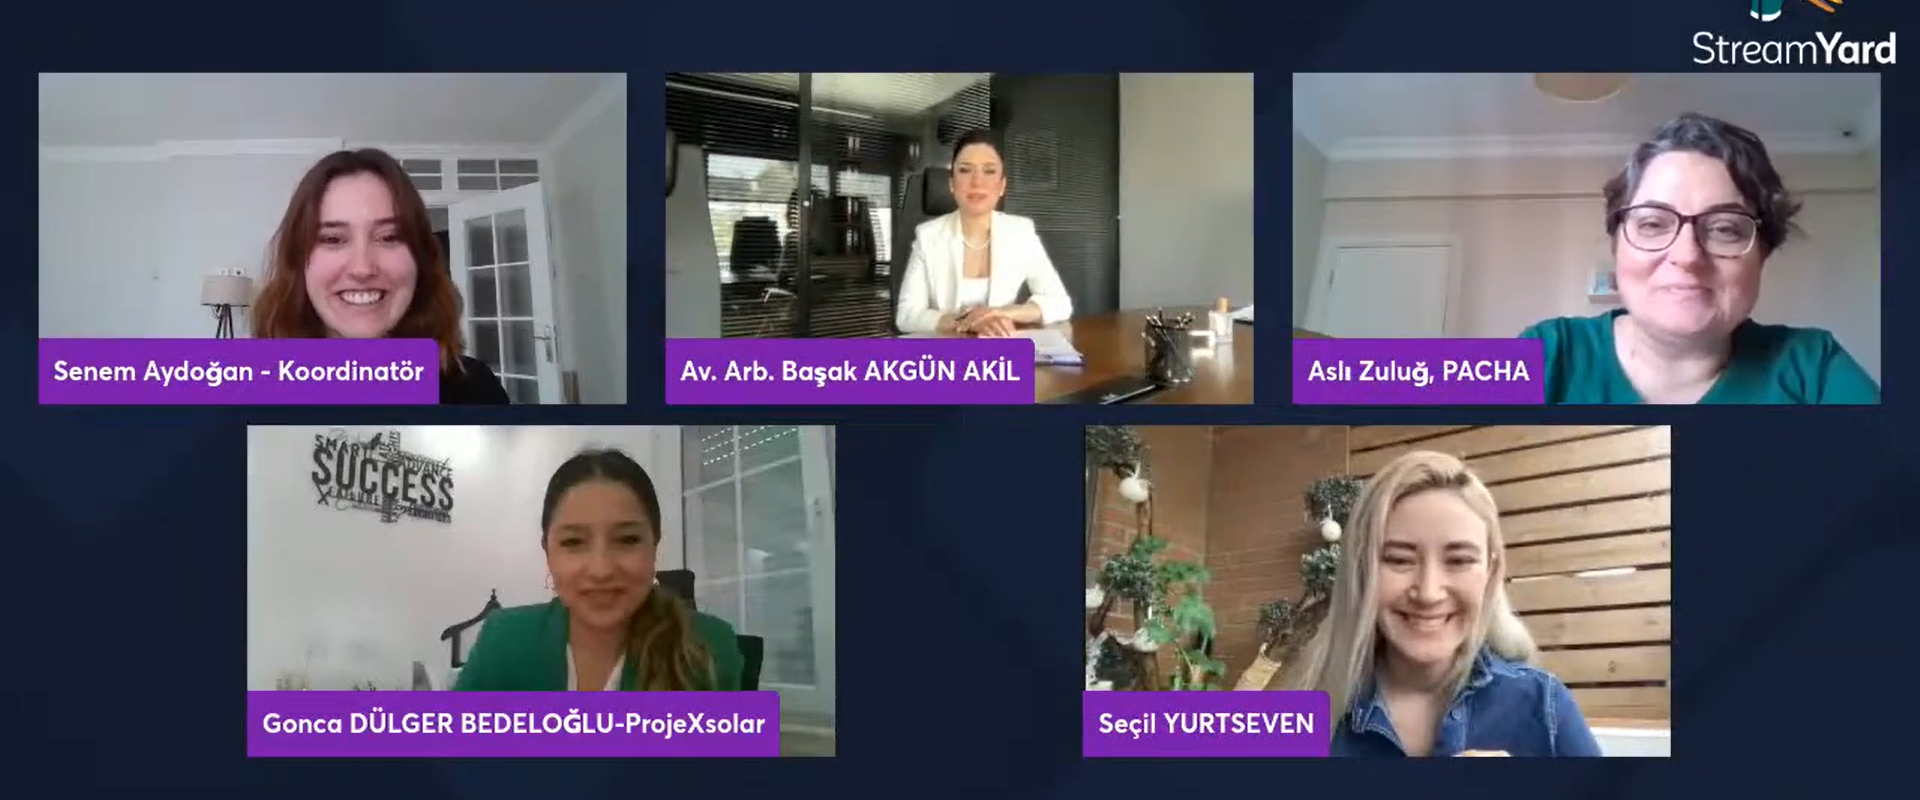 StreamYard
Senem Aydoğan - Koordinatör
Av. Arb. Başak AKGÜN AKİL
Aslı Zuluğ, PACHA
SMART
ADVANCE
SUCCESS
Gonca DÜLGER BEDELOĞLU-ProjeXsolar
Seçil YURTSEVEN